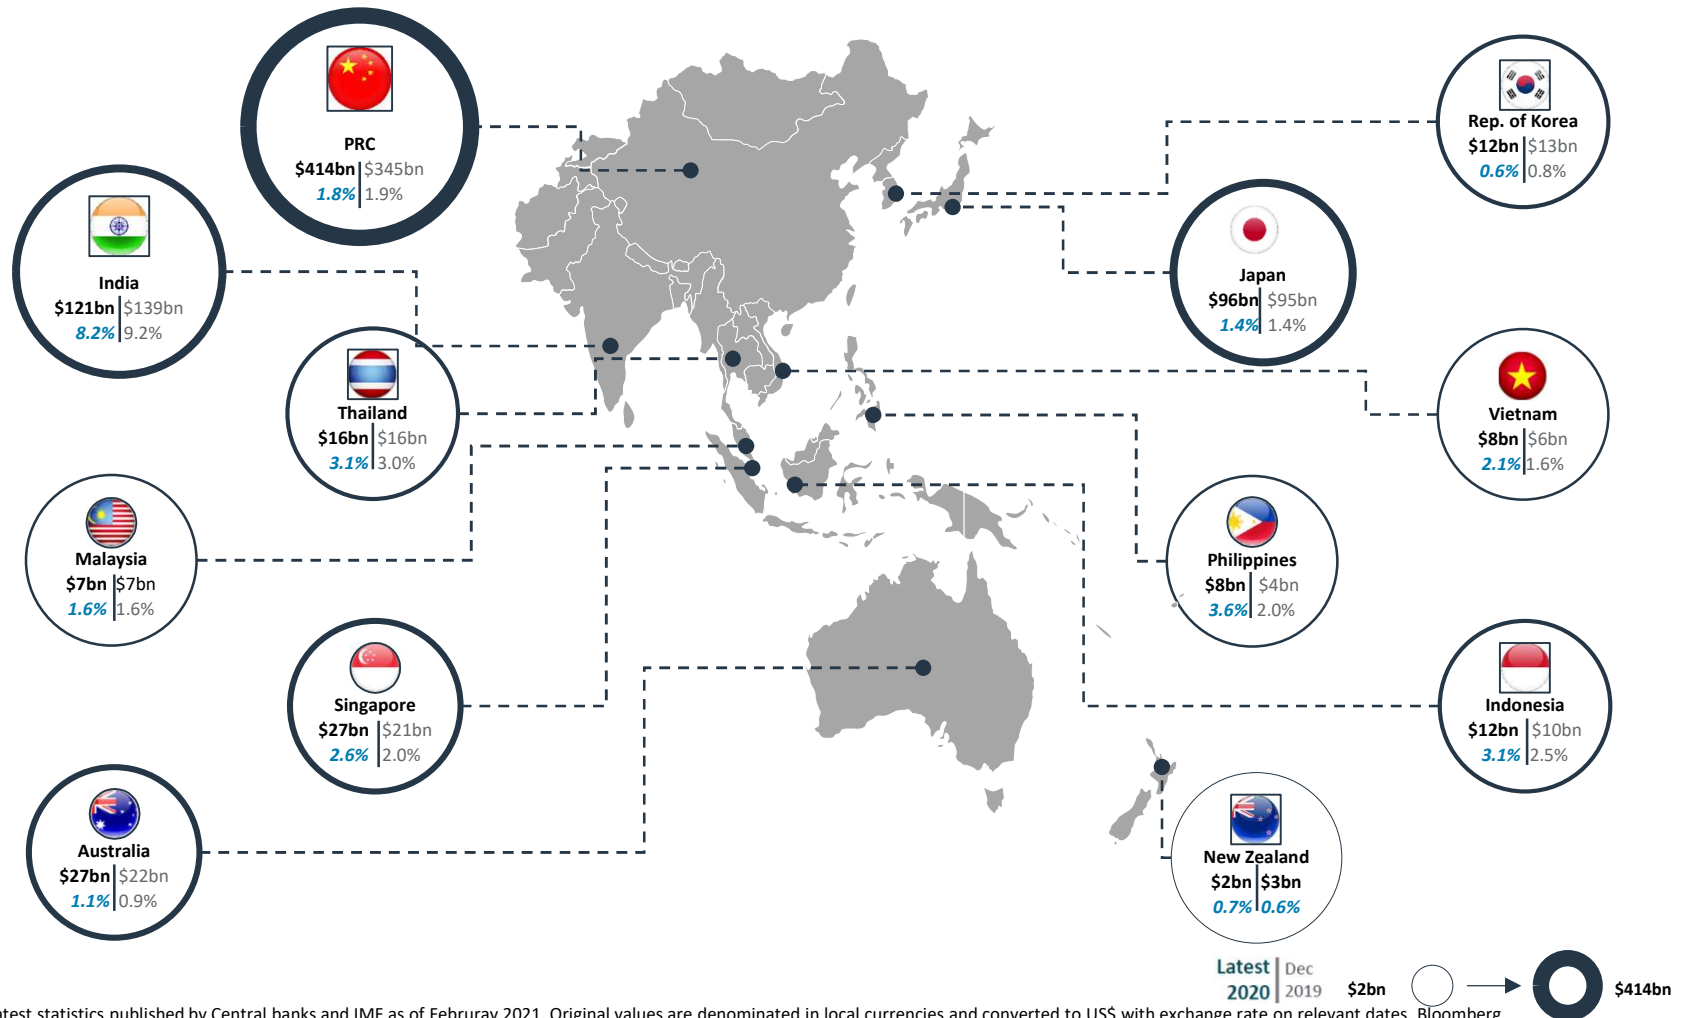 PRC
$414bn $345bn
1.8% 1.9%
Rep. of Korea
$12bn $13bn
0.6% 0.8%
India
$121bn $139bn
8.2% 9.2%
Japan
$96bn $95bn
1.4% 1.4%
Thailand
$16bn $16bn
3.1% 3.0%
Vietnam
$8bn $6bn
2.1% 1.6%
Malaysia
$7bn $7bn
1.6% 1.6%
Philippines
$8bn $4bn
3.6% 2.0%
Singapore
$27bn $21bn
2.6% 2.0%
Indonesia
$12bn $10bn
3.1% 2.5%
Australia
$27bn $22bn
1.1% 0.9%
New Zealand
$2bn $3bn
0.7% 0.6%
Latest Dec
2020 2019
$2bn $414bn
statistics published by Central banks and IMF as of Februray 2021. Original values are denominated in local currencies and converted to US$ with exchange rate on relevant dates. Bloomberg